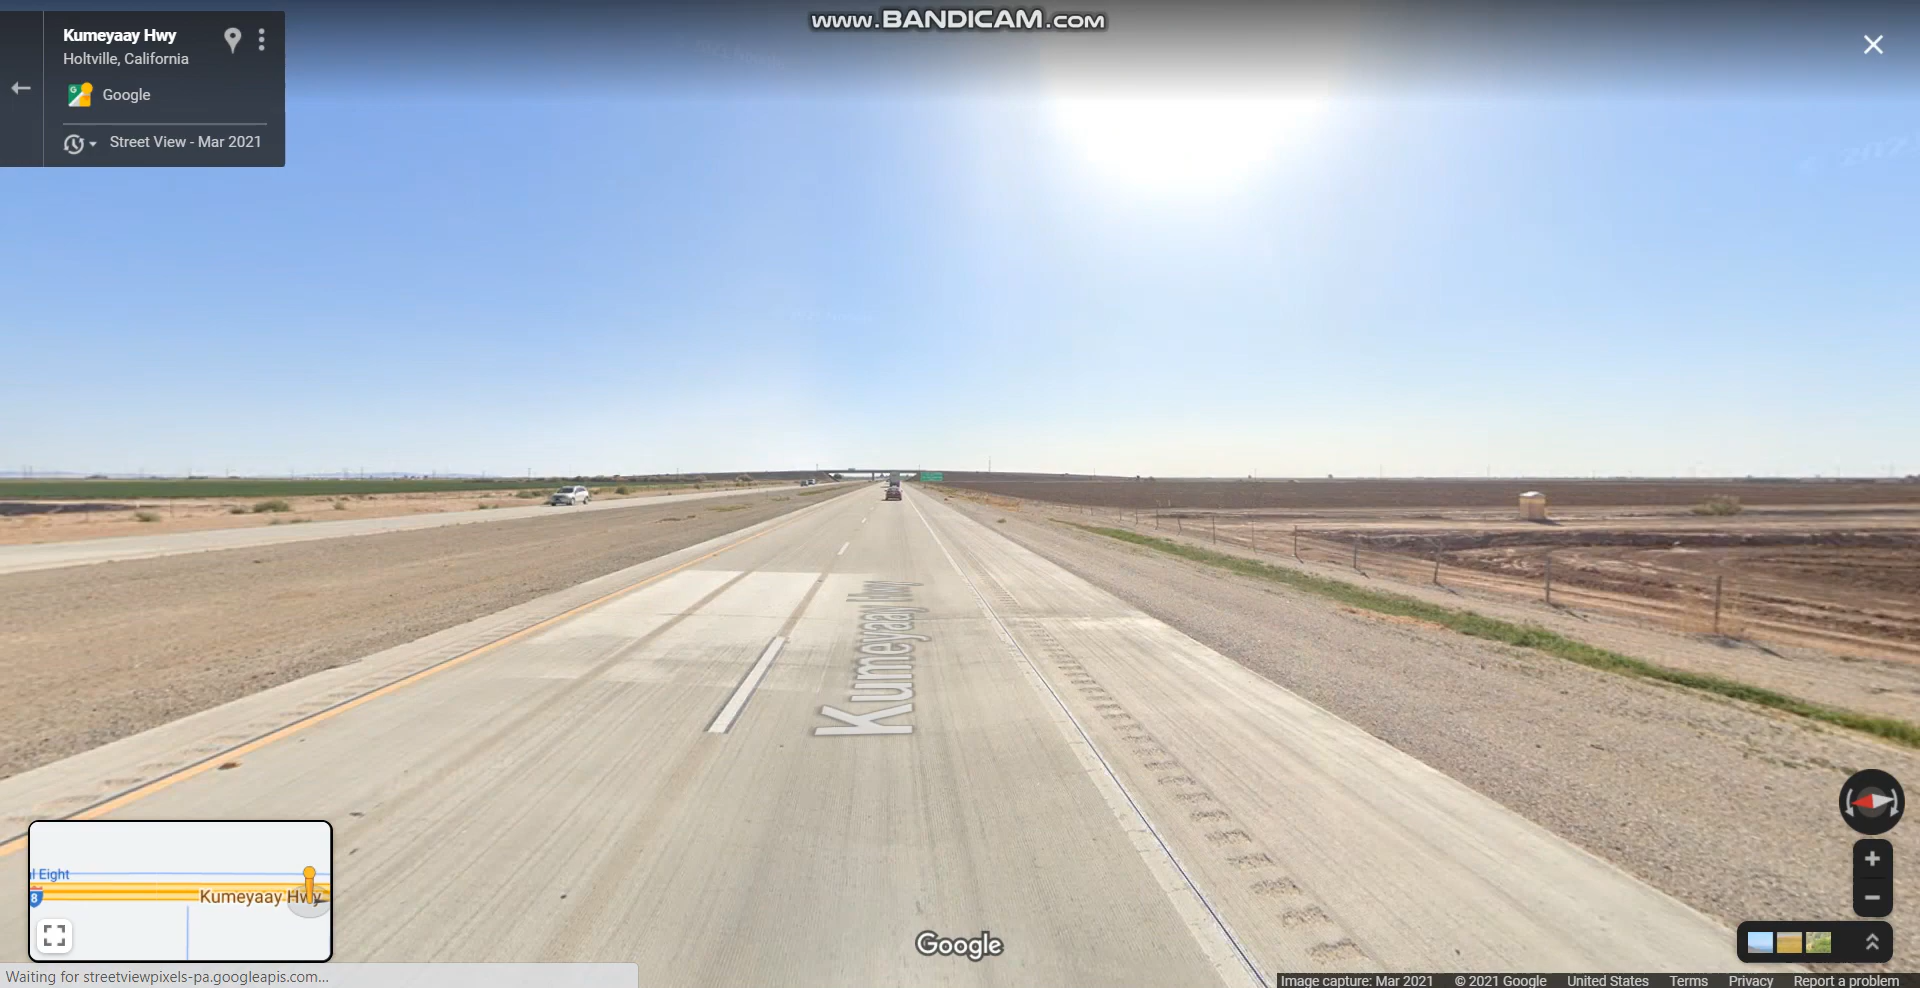 www.BANDICAM.com
Kumeyaay Hwy
Holtville, California
Google
Street View - Mar 2021
Kumeyaay Hwy
l Eight
8
Kumeyaay Hwy
Google
Waiting for streetviewpixels-pa.googleapis.com...
Image capture: Mar 2021 © 2021 Google United States Terms Privacy Report a problem